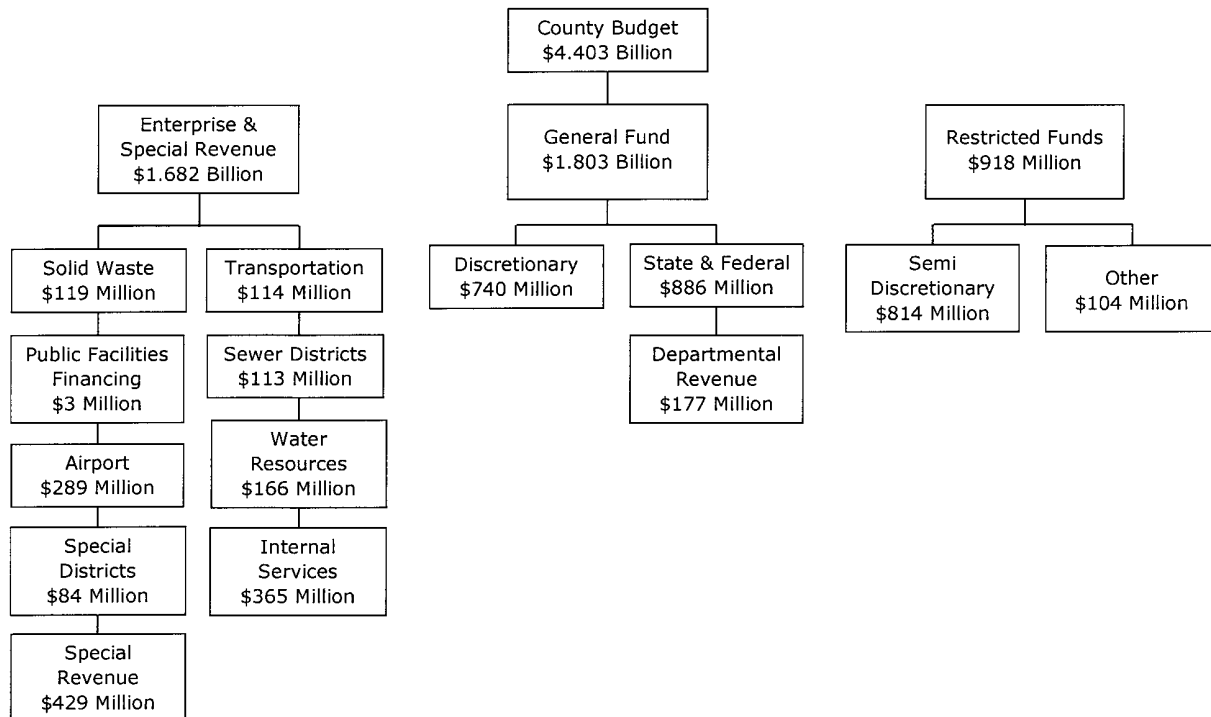 County Budget
$4.403 Billion
Enterprise &
Special Revenue
$1.682 Billion
General Fund
$1.803 Billion
Restricted Funds
$918 Million
Solid Waste
$119 Million
Transportation
$114 Million
Discretionary
$740 Million
State & Federal
$886 Million
Semi
Discretionary
$814 Million
Other
$104 Million
Public Facilities
Financing
$3 Million
Sewer Districts
$113 Million
Departmental
Revenue
$177 Million
Airport
$289 Million
Water
Resources
$166 Million
Special
Districts
$84 Million
Internal
Services
$365 Million
Special
Revenue
$429 Million